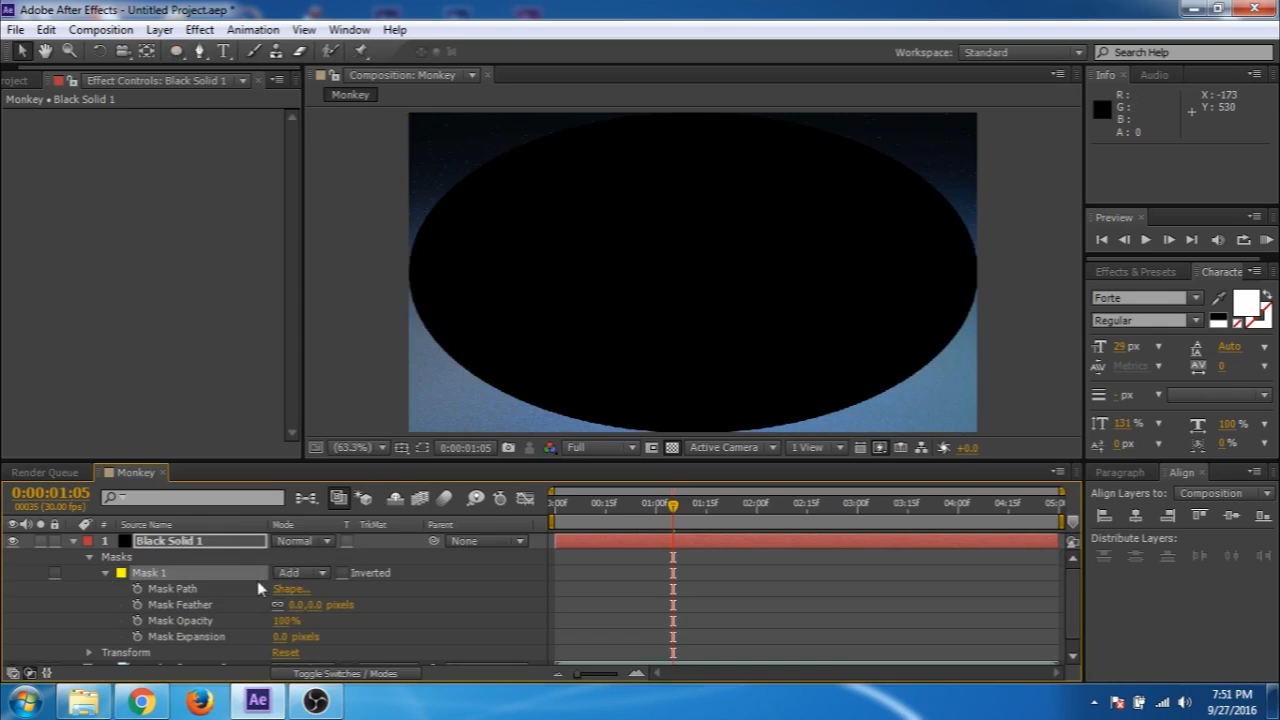 Adobe After Effects - Untitled Project.aep *
File Edit Composition Layer Effect Animation View Window Help
Workspace: Standard Search Help
roject Effect Controls: Black Solid 1 Composition: Monkey Info Audio
Monkey • Black Solid 1
Monkey
R: X: -173
G: Y: 530
B:
A: 0
Preview
Effects & Presets Characte
Forte
Regular
29 px Auto
Metrics 0
- px
131 % 100 %
0 px 0 %
(63.3%) 0:00:01:05 Full Active Camera 1 View +0.0
Render Queue Monkey Paragraph Align
0:00:01:05
00035 (30.00 fps)
:00f 00:15f 01:00f 01:15f 02:00f 02:15f 03:00f 03:15f 04:00f 04:15f 05:0
Align Layers to: Composition
# Source Name Mode T TrkMat Parent
Distribute Layers:
1 Black Solid 1 Normal None
Masks
Mask 1 Add Inverted
Mask Path Shape...
Mask Feather 0.0,0.0 pixels
Mask Opacity 100%
Mask Expansion 0.0 pixels
Transform Reset
Toggle Switches / Modes
Ae
7:51 PM
9/27/2016